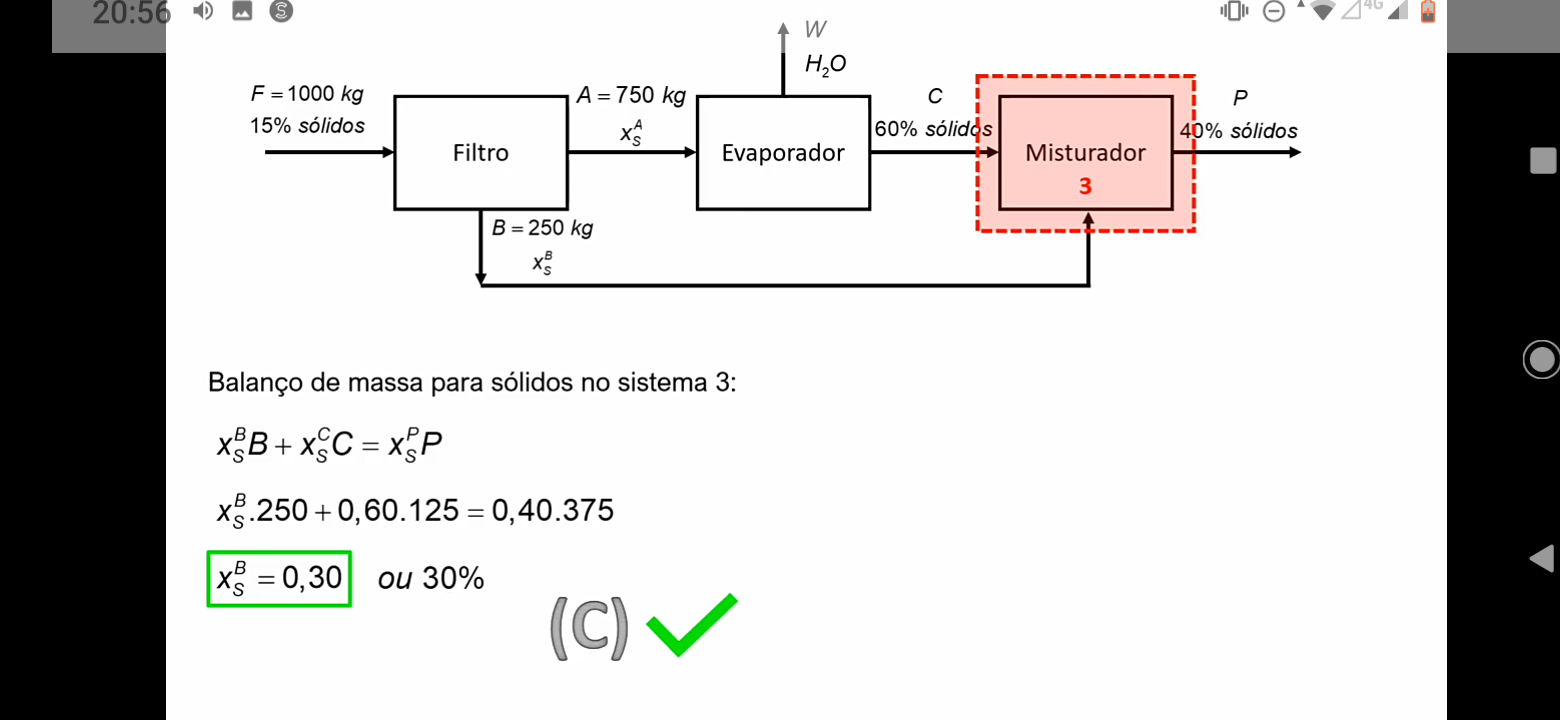 20:56
4G
W
H₂O
F = 1000 kg
15% sólidos
Filtro
A = 750 kg
x_S^A
Evaporador
C
60% sólidos
Misturador
3
P
40% sólidos
B = 250 kg
x_S^B
Balanço de massa para sólidos no sistema 3:
x_S^B B + x_S^C C = x_S^P P
x_S^B .250 + 0,60.125 = 0,40.375
x_S^B = 0,30 ou 30%
(C)